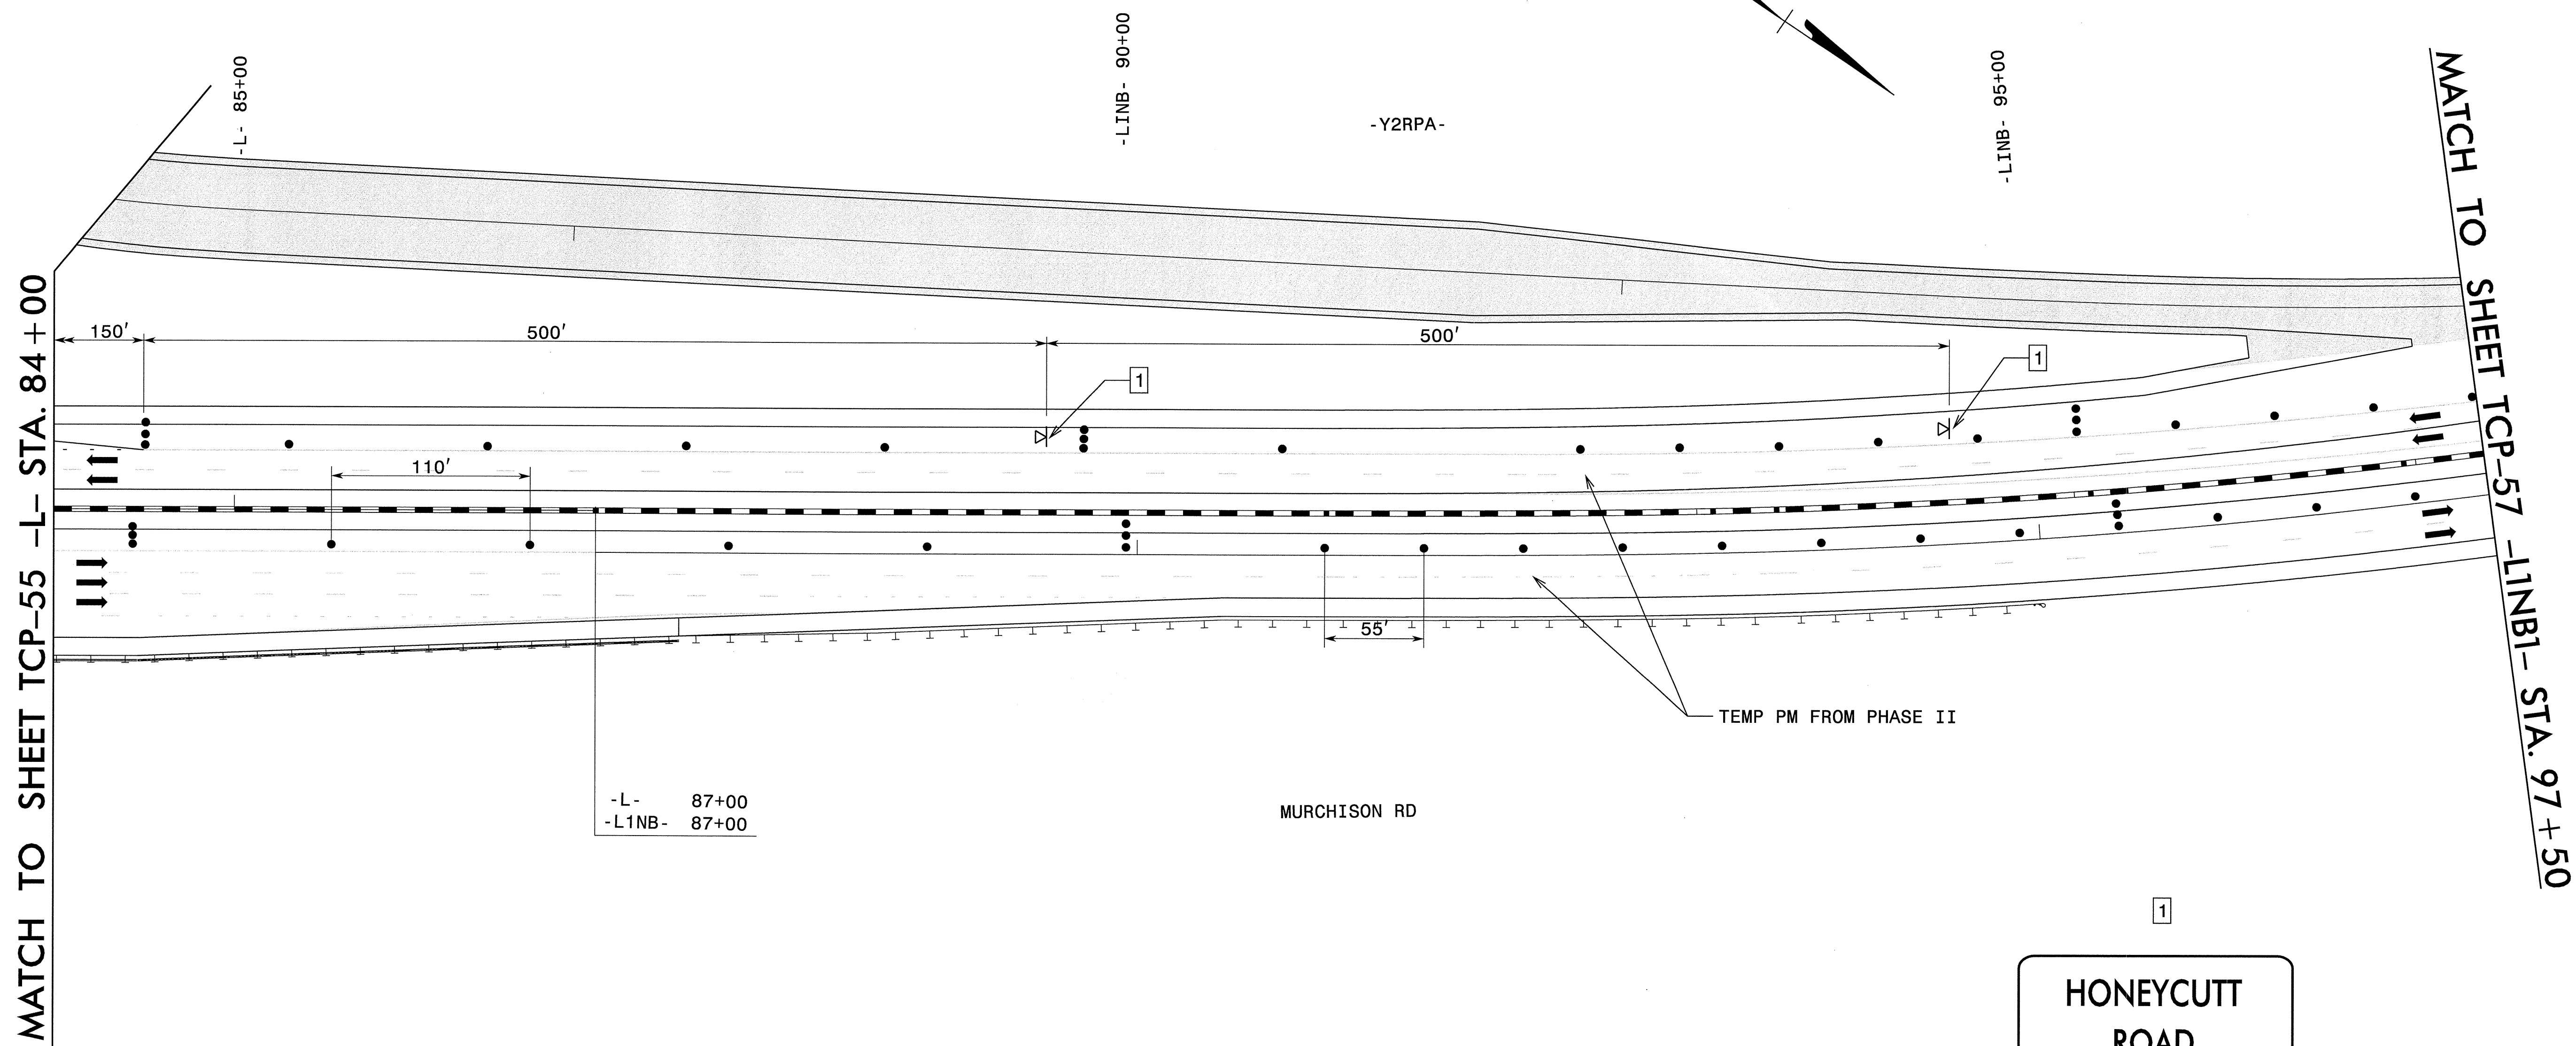 -L- 85+00
-LINB- 90+00
-Y2RPA-
-LINB- 95+00
MATCH TO SHEET TCP-55 -L- STA. 84+00
MATCH TO SHEET TCP-57 -L1NB1- STA. 97+50
150'
500'
500'
1
1
110'
55'
TEMP PM FROM PHASE II
-L- 87+00
-L1NB- 87+00
MURCHISON RD
1
HONEYCUTT
ROAD